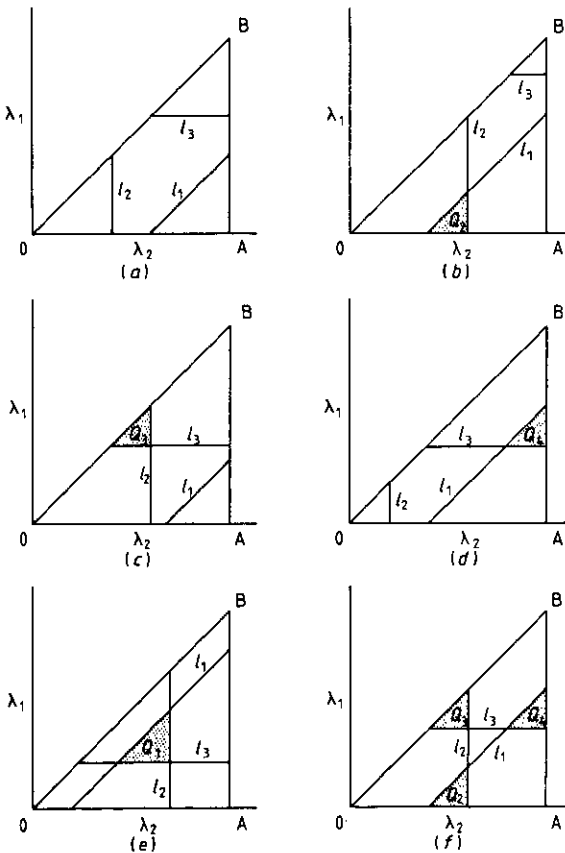 B B
λ₁ l₃ λ₁ l₃
l₂ l₁ l₂ l₁
Q₂
0 λ₂ A 0 λ₂ A
(a) (b)
B B
λ₁ Q₃ l₃ λ₁ l₃ Q₄
l₂ l₁ l₂ l₁
0 λ₂ A 0 λ₂ A
(c) (d)
B B
l₁
λ₁ Q₁ l₃ λ₁ Q₃ l₃ Q₄
l₂ l₂ l₁
Q₂
0 λ₂ A 0 λ₂ A
(e) (f)